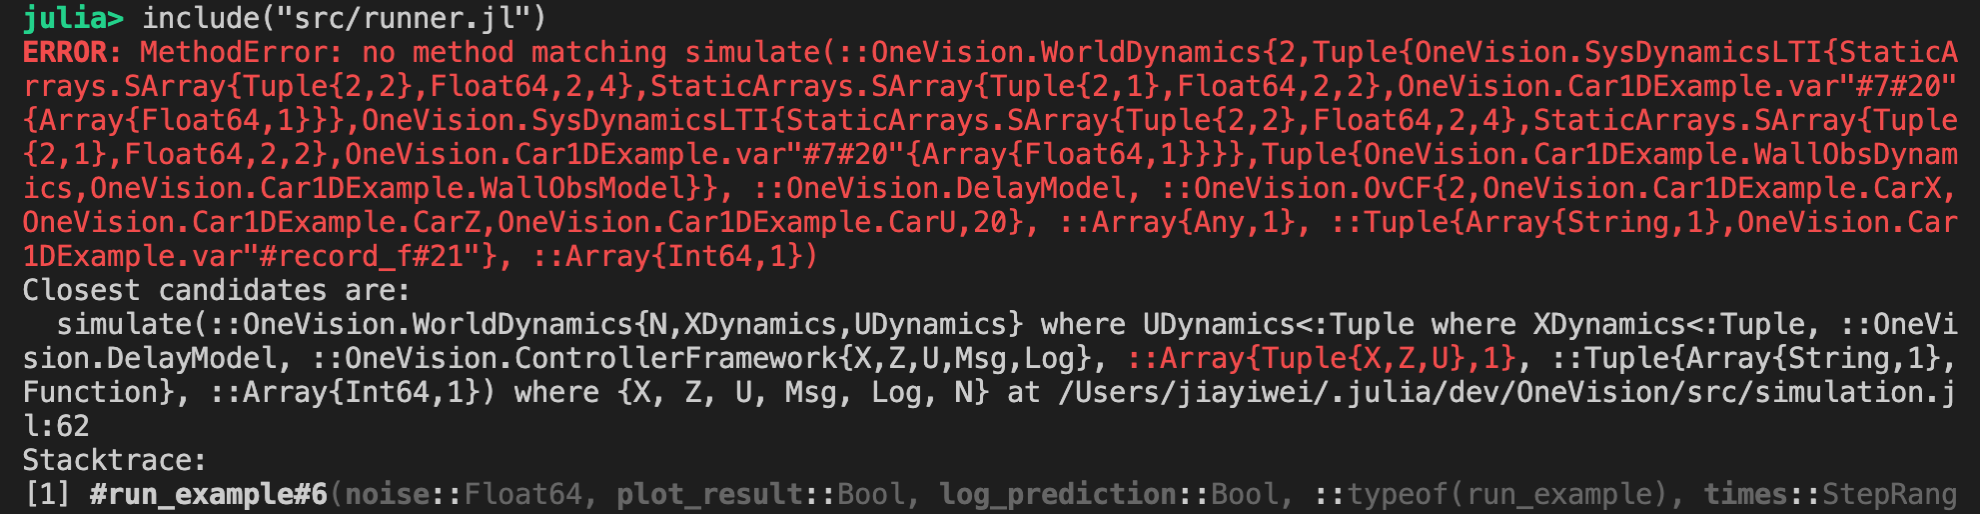 julia> include("src/runner.jl")
ERROR: MethodError: no method matching simulate(::OneVision.WorldDynamics{2,Tuple{OneVision.SysDynamicsLTI{StaticA
rrays.SArray{Tuple{2,2},Float64,2,4},StaticArrays.SArray{Tuple{2,1},Float64,2,2},OneVision.Car1DExample.var"#7#20"
{Array{Float64,1}}},OneVision.SysDynamicsLTI{StaticArrays.SArray{Tuple{2,2},Float64,2,4},StaticArrays.SArray{Tuple
{2,1},Float64,2,2},OneVision.Car1DExample.var"#7#20"{Array{Float64,1}}}},Tuple{OneVision.Car1DExample.WallObsDynam
ics,OneVision.Car1DExample.WallObsModel}}, ::OneVision.DelayModel, ::OneVision.OvCF{2,OneVision.Car1DExample.CarX,
OneVision.Car1DExample.CarZ,OneVision.Car1DExample.CarU,20}, ::Array{Any,1}, ::Tuple{Array{String,1},OneVision.Car
1DExample.var"#record_f#21"}, ::Array{Int64,1})
Closest candidates are:
  simulate(::OneVision.WorldDynamics{N,XDynamics,UDynamics} where UDynamics<:Tuple where XDynamics<:Tuple, ::OneVi
sion.DelayModel, ::OneVision.ControllerFramework{X,Z,U,Msg,Log}, ::Array{Tuple{X,Z,U},1}, ::Tuple{Array{String,1},
Function}, ::Array{Int64,1}) where {X, Z, U, Msg, Log, N} at /Users/jiayiwei/.julia/dev/OneVision/src/simulation.j
l:62
Stacktrace:
[1] #run_example#6(noise::Float64, plot_result::Bool, log_prediction::Bool, ::typeof(run_example), times::StepRang